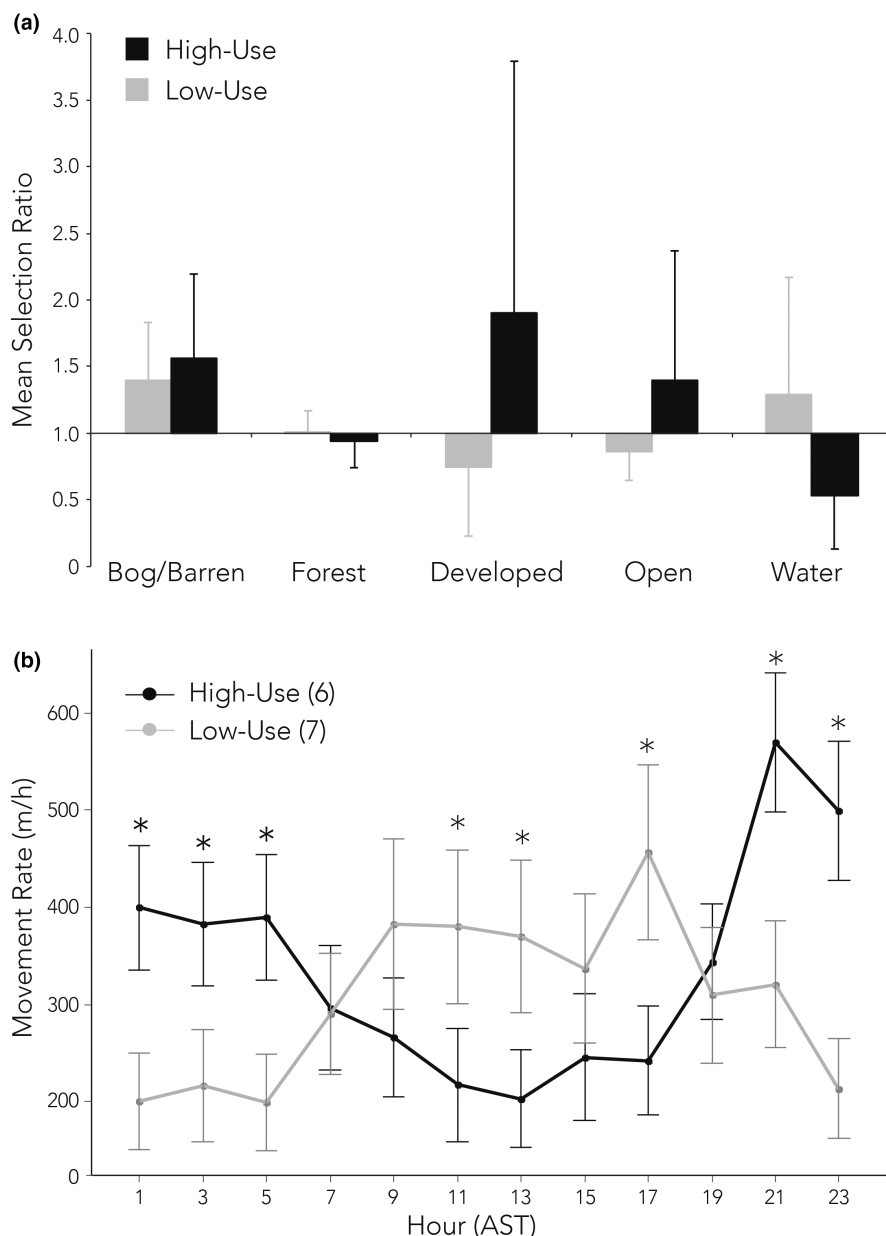 (a)
4.0
3.5
3.0
2.5
2.0
1.5
1.0
0.5
0
Mean Selection Ratio
High-Use
Low-Use
Bog/Barren Forest Developed Open Water
(b)
High-Use (6)
Low-Use (7)
600
500
400
300
200
0
Movement Rate (m/h)
* * * * * * * *
1 3 5 7 9 11 13 15 17 19 21 23
Hour (AST)